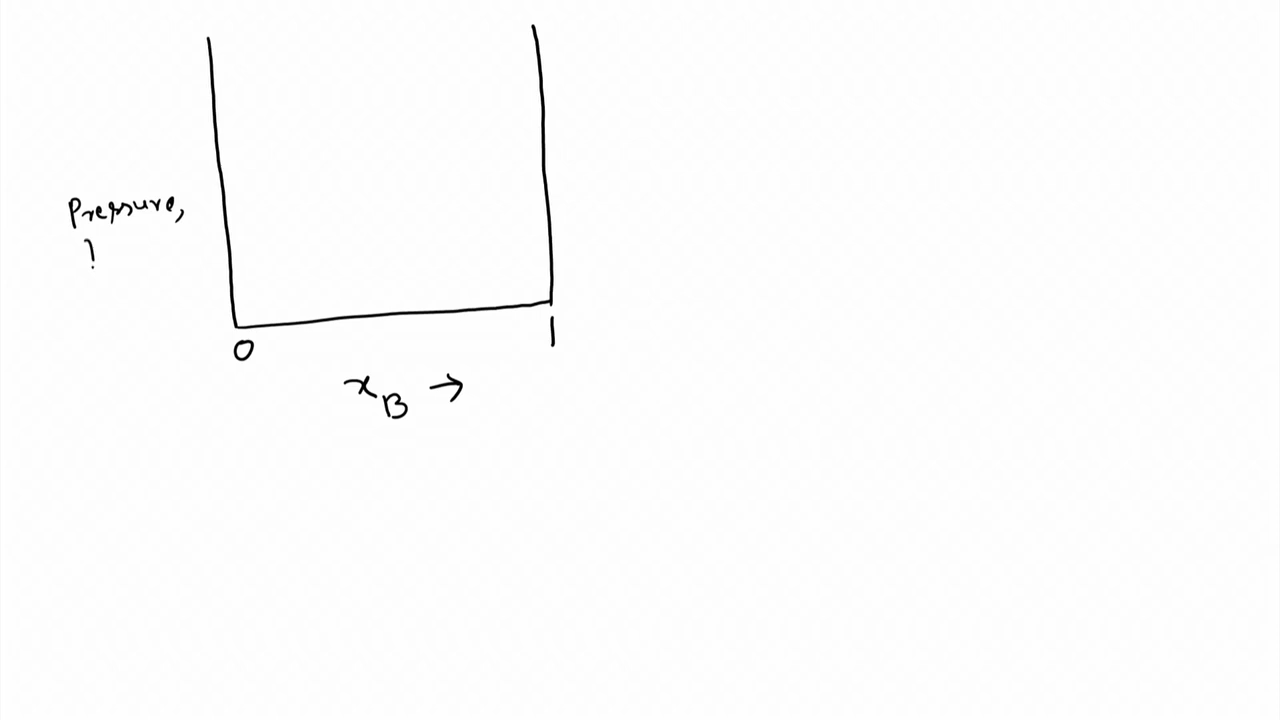 Pressure,
?
0
1
x_B →